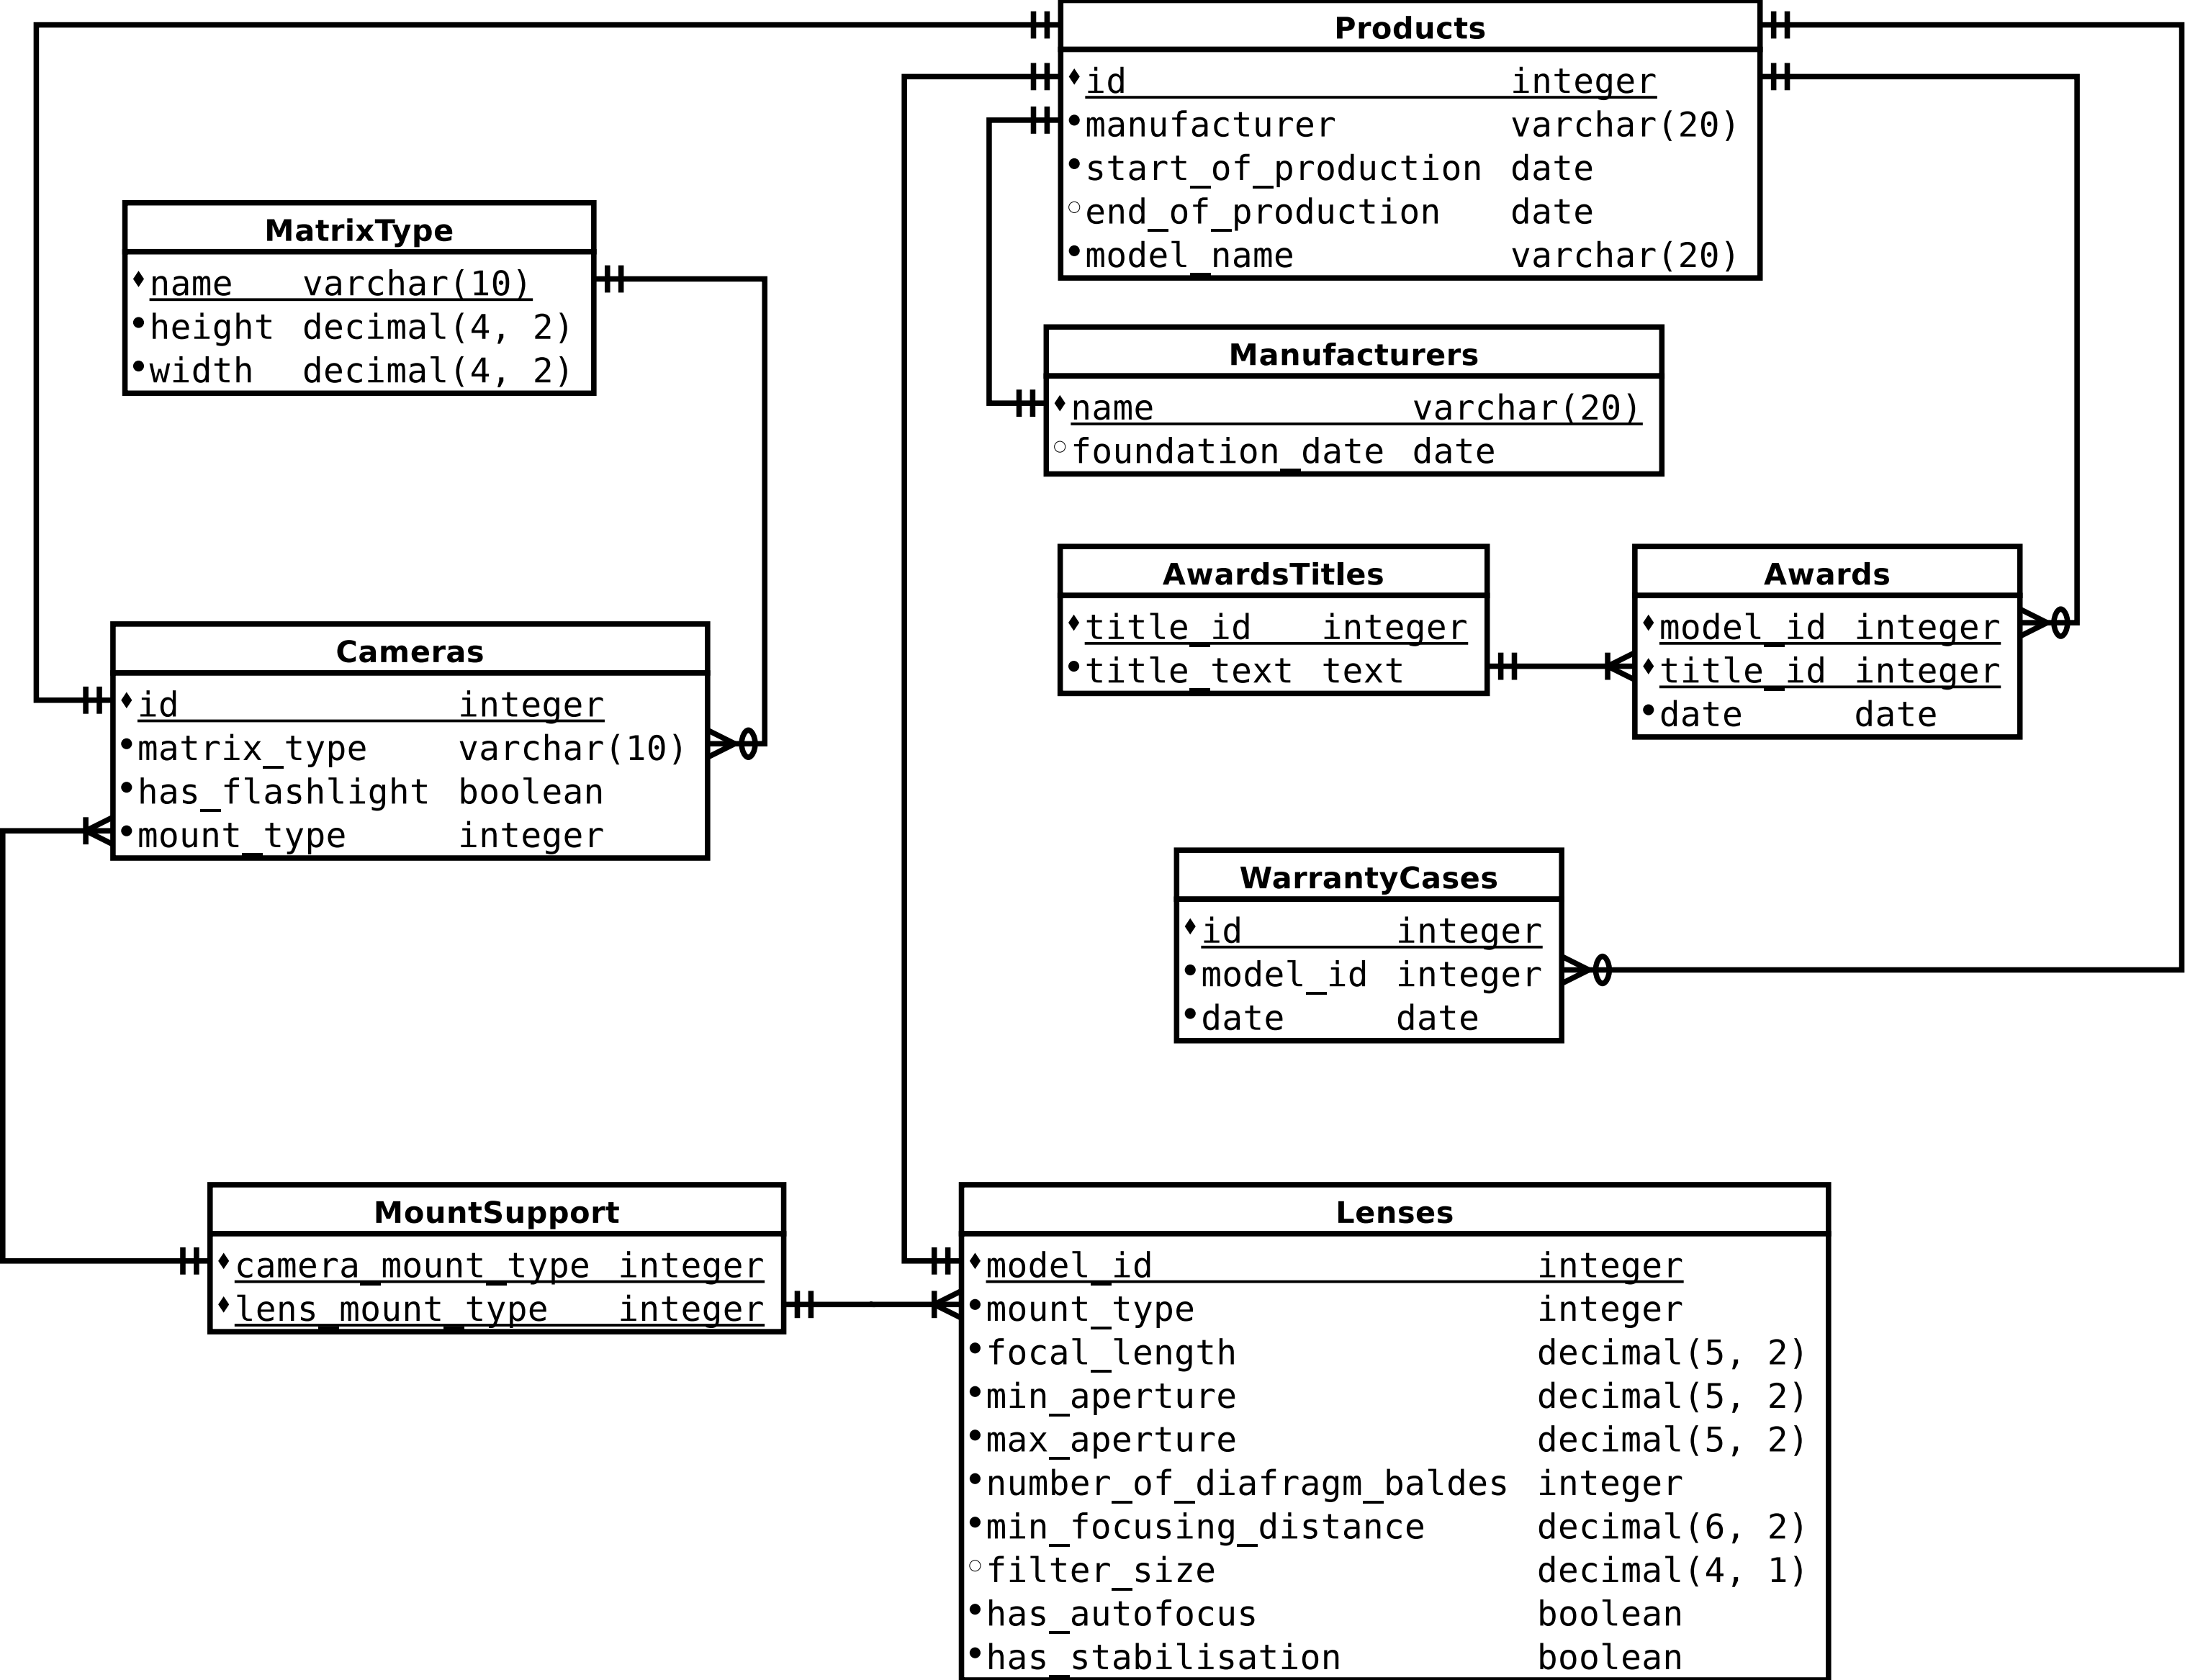 Products
id integer
manufacturer varchar(20)
start_of_production date
end_of_production date
model_name varchar(20)
MatrixType
name varchar(10)
height decimal(4, 2)
width decimal(4, 2)
Manufacturers
name varchar(20)
foundation_date date
AwardsTitles
title_id integer
title_text text
Awards
model_id integer
title_id integer
date date
Cameras
id integer
matrix_type varchar(10)
has_flashlight boolean
mount_type integer
WarrantyCases
id integer
model_id integer
date date
MountSupport
camera_mount_type integer
lens_mount_type integer
Lenses
model_id integer
mount_type integer
focal_length decimal(5, 2)
min_aperture decimal(5, 2)
max_aperture decimal(5, 2)
number_of_diafragm_baldes integer
min_focusing_distance decimal(6, 2)
filter_size decimal(4, 1)
has_autofocus boolean
has_stabilisation boolean